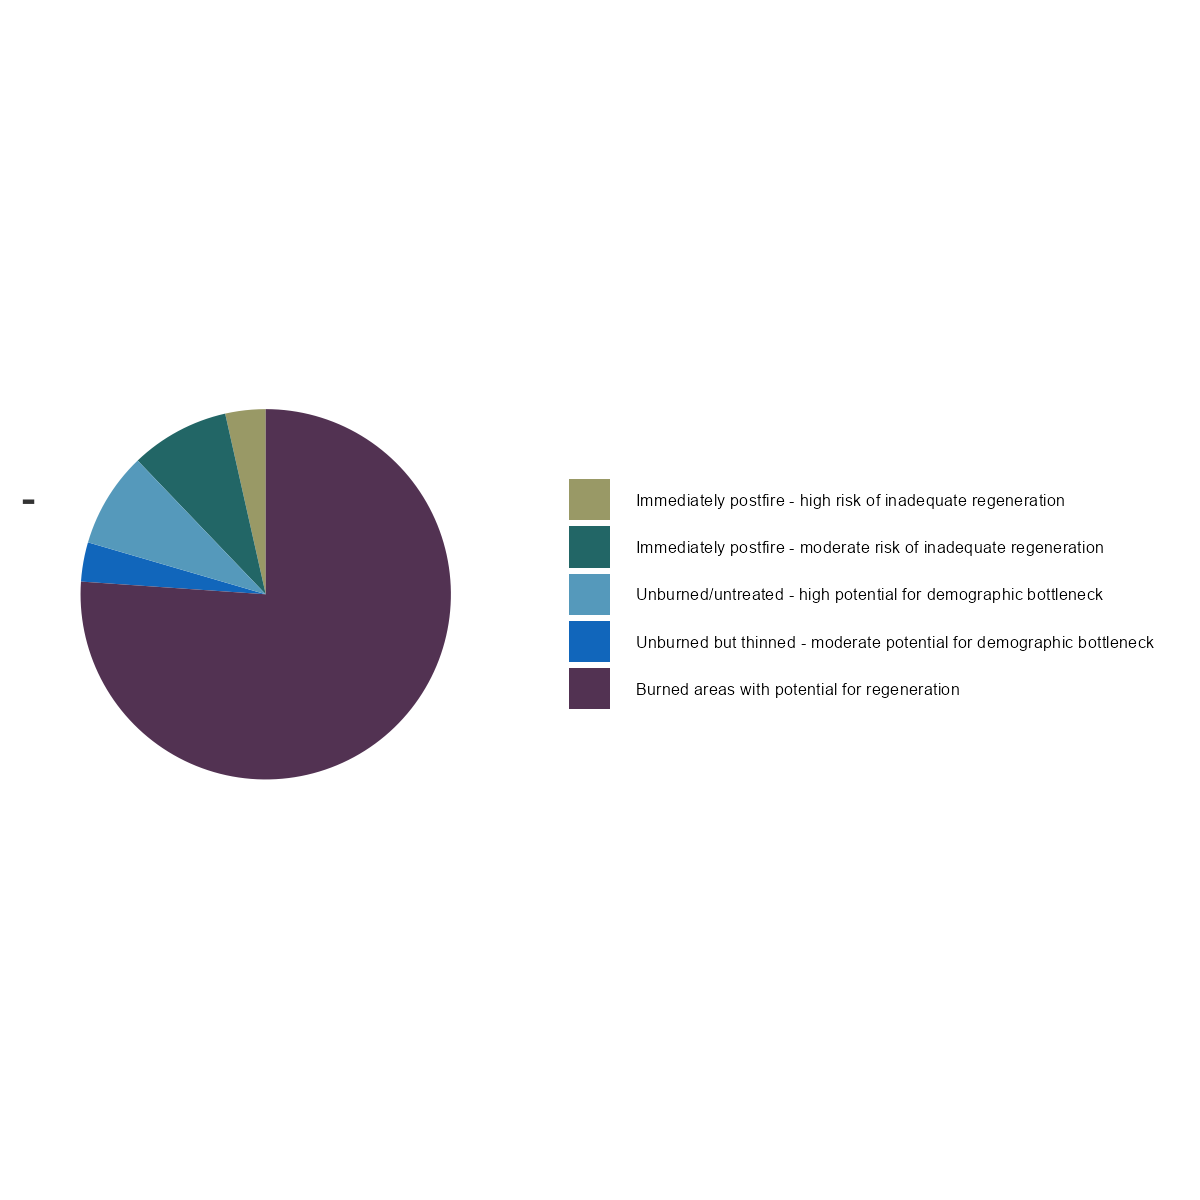 Immediately postfire - high risk of inadequate regeneration
Immediately postfire - moderate risk of inadequate regeneration
Unburned/untreated - high potential for demographic bottleneck
Unburned but thinned - moderate potential for demographic bottleneck
Burned areas with potential for regeneration